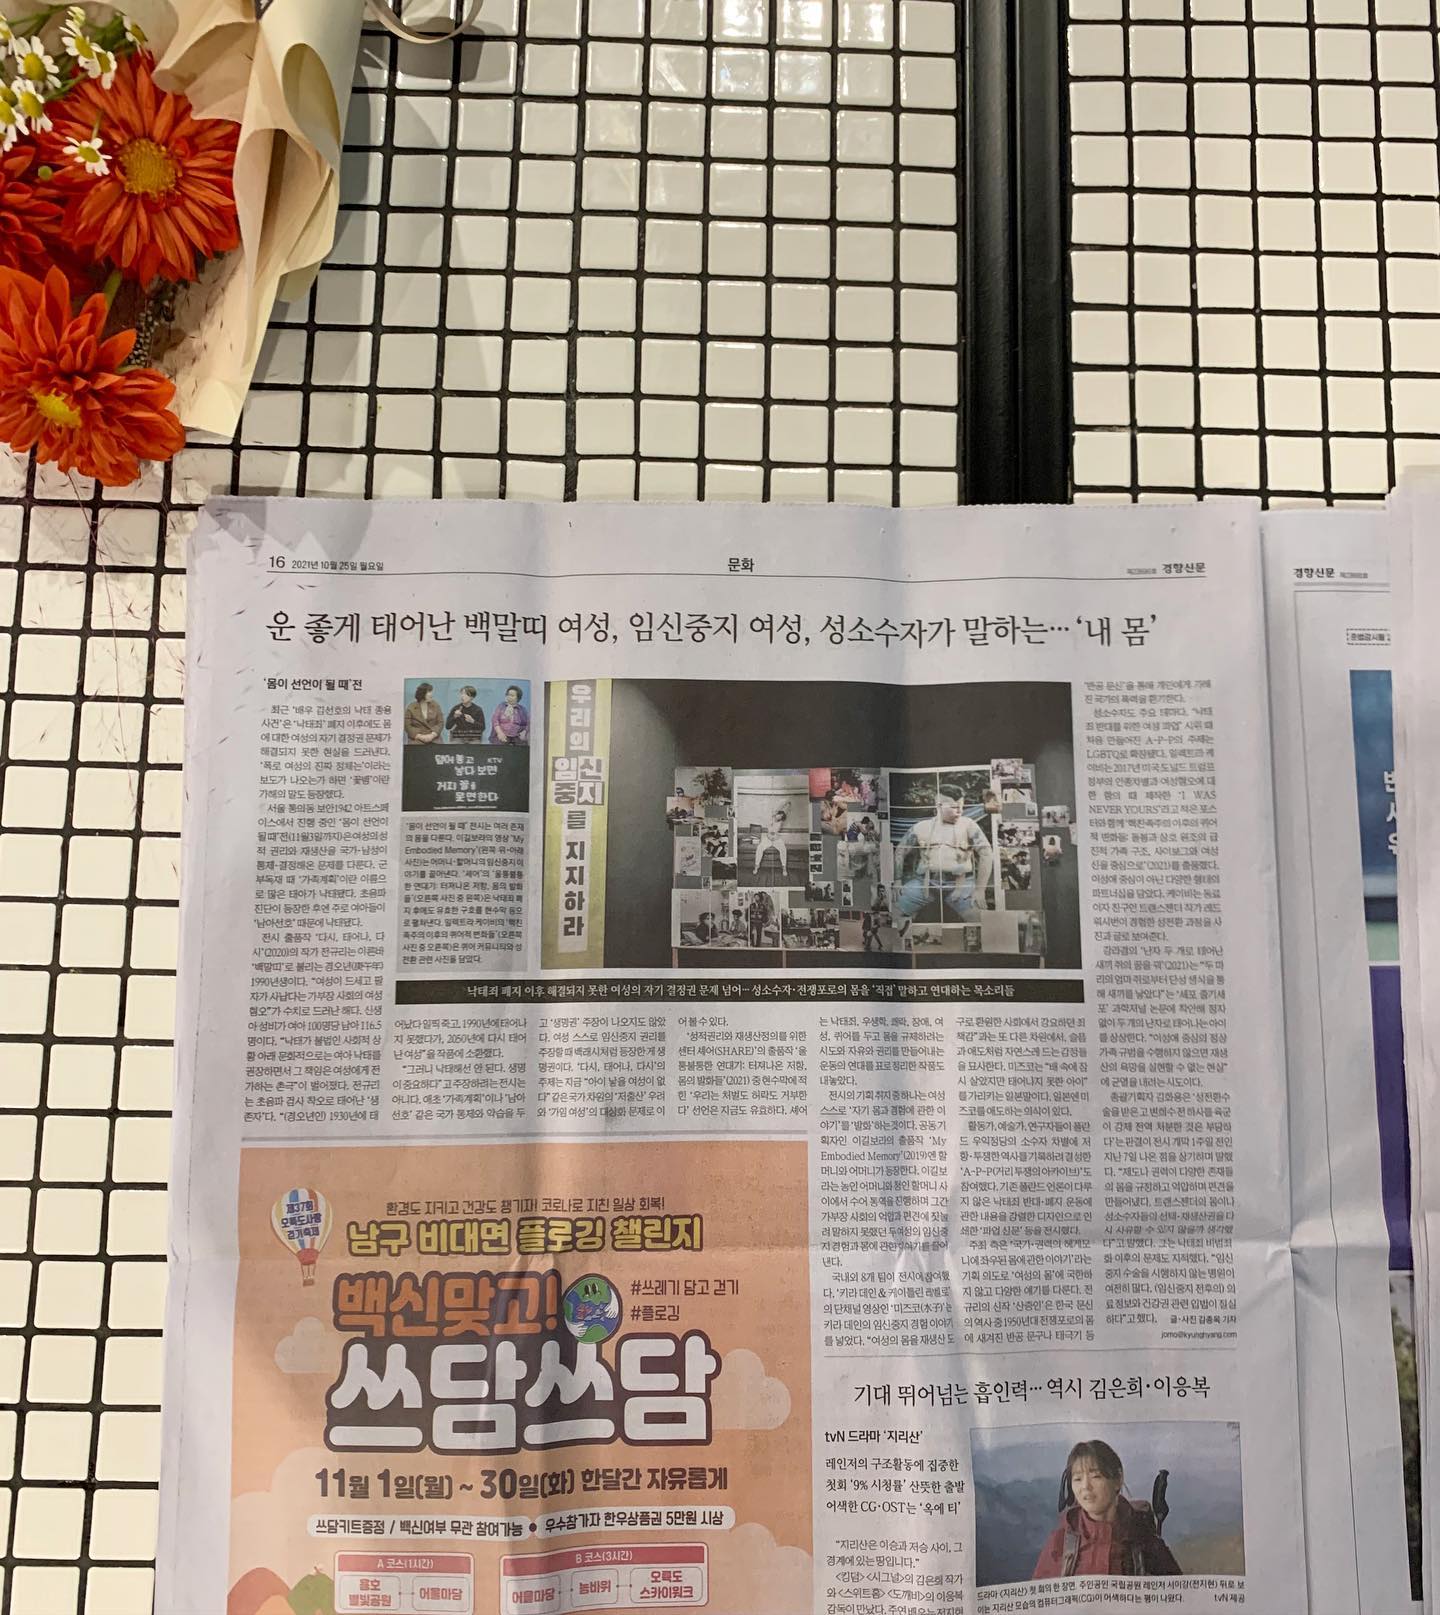 16 2021년 10월 25일 월요일
문화
경향신문
경향신문
운 좋게 태어난 백말띠 여성, 임신중지 여성, 성소수자가 말하는… ‘내 몸’
‘몸이 선언이 될 때’전
최근 ‘배우 김선호의 낙태 종용
사건’은 ‘낙태죄’ 폐지 이후에도 몸
에 대한 여성의 자기 결정권 문제가
해결되지 못한 현실을 드러낸다.
‘폭로 여성의 진짜 정체는’이라는
보도가 나오는가 하면 ‘꽃뱀’이란
가해의 말도 등장했다.
서울 통의동 보안1942 아트스페
이스에서 진행 중인 ‘몸이 선언이
될 때’전(11월3일까지)은 여성의 성
적 권리와 재생산을 국가·남성이
통제·결정해온 문제를 다룬다. 군
부독재 때 ‘가족계획’이란 이름으
로 많은 태아가 낙태됐다. 초음파
진단이 등장한 후엔 주로 여아들이
‘남아선호’ 때문에 낙태됐다.
전시 출품작 ‘다시, 태어나, 다
시’(2020)의 작가 전규리는 이른바
‘백말띠’로 불리는 경오년(庚午年)
1990년생이다. “여성이 드세고 팔
자가 사납다는 가부장 사회의 여성
혐오”가 수치로 드러난 해다. 신생
아 성비가 여아 100명당 남아 116.5
명이다. “낙태가 불법인 사회적 상
황 아래 문화적으로는 여아 낙태를
권장하면서 그 책임은 여성에게 전
가하는 촌극”이 벌어졌다. 전규리
는 초음파 검사 착오로 태어난 ‘생
존자’다. “(경오년인) 1930년에 태
덮어놓고 KTV
낳다 보면
거지 꼴을
못 면한다
‘몸이 선언이 될 때’ 전시는 여러 존재
의 몸을 다룬다. 이길보라의 영상 ‘My
Embodied Memory’(왼쪽 위·아래
사진)는 어머니·할머니의 임신중지 이
야기를 끌어낸다. ‘셰어’의 ‘울퉁불퉁
한 연대기: 터져나온 저항, 몸의 발화
들’(오른쪽 사진 중 왼쪽)은 낙태죄 폐
지 후에도 유효한 구호를 현수막 등으
로 펼쳐낸다. 일렉트라 케이비의 ‘백진
족주의 이후의 퀴어적 변화들’(오른쪽
사진 중 오른쪽)은 퀴어 커뮤니티와 성
전환 관련 사진을 담았다.
우리의
임신
중지
를
지지하라
낙태죄 폐지 이후 해결되지 못한 여성의 자기 결정권 문제 넘어… 성소수자·전쟁포로의 몸을 ‘직접’ 말하고 연대하는 목소리들
어났다 일찍 죽고, 1990년에 태어나
지 못했다가, 2050년에 다시 태어
난 여성”을 작품에 소환했다.
“그러니 낙태해선 안 된다. 생명
이 중요하다”고 주장하려는 전시는
아니다. 애초 ‘가족계획’이나 ‘남아
선호’ 같은 국가 통제와 악습을 두
고 ‘생명권’ 주장이 나오지도 않았
다. 여성 스스로 임신중지 권리를
주장할 때 백래시처럼 등장한 게 생
명권이다. ‘다시, 태어나, 다시’의
주제는 지금 “아이 낳을 여성이 없
다” 같은 국가 차원의 ‘저출산’ 우려
와 ‘가임 여성’의 대상화 문제로 이
어볼 수 있다.
‘성적권리와 재생산정의를 위한
센터 셰어(SHARE)’의 출품작 ‘울
퉁불퉁한 연대기: 터져나온 저항,
몸의 발화들’(2021) 중 현수막에 적
힌 ‘우리는 처벌도 허락도 거부한
다’ 선언은 지금도 유효하다. 셰어
는 낙태죄, 우생학, 쾌락, 장애, 여
성, 퀴어를 두고 몸을 규제하려는
시도와 자유와 권리를 만들어내는
운동의 연대를 표로 정리한 작품도
내놓았다.
전시의 기획 취지 중 하나는 여성
스스로 ‘자기 몸과 경험에 관한 이
야기’를 ‘발화’하는 것이다. 공동 기
획자인 이길보라의 출품작 ‘My
Embodied Memory’(2019)엔 할
머니와 어머니가 등장한다. 이길보
라는 농인 어머니와 청인 할머니 사
이에서 수어 통역을 진행하며 그간
가부장 사회의 억압과 편견에 짓눌
려 말하지 못했던 두 여성의 임신중
지 경험과 몸에 관한 이야기를 들어
낸다.
국내외 8개 팀이 전시에 참여했
다. ‘키라 데인 & 케이틀린 라벨로’
의 단채널 영상인 ‘미즈코(水子)’는
키라 데인의 임신중지 경험 이야기
를 넣었다. “여성의 몸을 재생산 도
구로 환원한 사회에서 강요하던 죄
책감”과는 또 다른 차원에서, 슬픔
과 애도처럼 자연스레 드는 감정들
을 묘사한다. 미즈코는 “배 속에 잠
시 살았지만 태어나지 못한 아이”
를 가리키는 일본말이다. 일본엔 미
즈코를 애도하는 의식이 있다.
활동가, 예술가, 연구자들이 폴란
드 우익정당의 소수자 차별에 저
항·투쟁한 역사를 기록하려 결성한
‘A-P-P(거리 투쟁의 아카이브)’도
참여했다. 기존 폴란드 언론이 다루
지 않은 낙태죄 반대·폐지 운동에
관한 내용을 강렬한 디자인으로 인
쇄한 ‘파업 신문’ 등을 전시했다.
주최 측은 ‘국가·권력의 헤게모
니에 좌우된 몸에 관한 이야기’라는
기획 의도로 ‘여성의 몸’에 국한하
지 않고 다양한 얘기를 다룬다. 전
규리의 신작 ‘산증인’은 한국 문신
의 역사 중 1950년대 전쟁포로의 몸
에 새겨진 반공 문구나 태극기 등
‘반공 문신’을 통해 개인에게 가해
진 국가의 폭력을 환기한다.
성소수자도 주요 테마다. ‘낙태
죄 반대를 위한 여성 파업’ 시위 때
처음 만들어진 A-P-P의 주제는
LGBTQ로 확장됐다. 일렉트라 케
이비는 2017년 미국 도널드 트럼프
정부의 인종차별과 여성혐오에 대
한 항의 때 제작한 ‘I WAS
NEVER YOURS’라고 적은 포스
터와 함께 ‘백진족주의 이후의 퀴어
적 변화들: 돌봄과 상호 원조의 급
진적 가족 구조, 사이보그와 여성
신을 중심으로’(2021)를 출품했다.
이성애 중심이 아닌 다양한 형태의
파트너십을 담았다. 케이비는 동료
이자 친구인 트랜스젠더 작가 레드
워시번이 경험한 성전환 과정을 사
진과 글로 보여준다.
강라겸의 ‘난자 두 개로 태어난
새끼 쥐의 꿈을 꿔’(2021)는 “두 마
리의 엄마 쥐로부터 단성 생식을 통
해 새끼를 낳았다”는 ‘세포 줄기세
포’ 과학저널 논문에 착안해 정자
없이 두 개의 난자로 태어나는 아이
를 상상한다. “이성애 중심의 정상
가족 규범을 수행하지 않으면 재생
산의 욕망을 실현할 수 없는 현실”
에 균열을 내려는 시도이다.
총괄기획자 김화용은 ‘성전환수
술을 받은 고 변희수 전 하사를 육군
이 강제 전역 처분한 것은 부당하
다’는 판결이 전시 개막 1주일 전인
지난 7일 나온 점을 상기하며 말했
다. “제도나 권력이 다양한 존재들
의 몸을 규정하고 억압하며 편견을
만들어낸다. 트랜스젠더의 몸이나
성소수자들의 선택·재생산권을 다
시 사유할 수 있지 않을까 생각했
다”고 말했다. 그는 낙태죄 비범죄
화 이후의 문제도 지적했다. “임신
중지 수술을 시행하지 않는 병원이
여전히 많다. (임신중지 전후의) 의
료정보와 건강권 관련 입법이 절실
하다”고 했다. 글·사진 김종목 기자
jomo@kyunghyang.com
제37회
오륙도사랑
걷기축제
환경도 지키고 건강도 챙기자! 코로나로 지친 일상 회복!
남구 비대면 플로깅 챌린지
백신맞고!
#쓰레기 담고 걷기
#플로깅
쓰담쓰담
11월 1일(월) ~ 30일(화) 한달간 자유롭게
쓰담키트증정 / 백신여부 무관 참여가능 ● 우수참가자 한우상품권 5만원 시상
A 코스(1시간)
용호
별빛공원
어울마당
B 코스(3시간)
어울마당
농바위
오륙도
스카이워크
기대 뛰어넘는 흡인력… 역시 김은희·이응복
tvN 드라마 ‘지리산’
레인저의 구조활동에 집중한
첫회 ‘9% 시청률’ 산뜻한 출발
어색한 CG·OST는 ‘옥에 티’
“지리산은 이승과 저승 사이, 그
경계에 있는 땅입니다.”
<킹덤> <시그널>의 김은희 작가
와 <스위트홈> <도깨비>의 이응복
감독이 만났다. 주연 배우는 전지현
드라마 <지리산> 첫 회의 한 장면. 주인공인 국립공원 레인저 서이강(전지현) 뒤로 보
이는 지리산 모습의 컴퓨터그래픽(CG)이 어색하다는 평이 나왔다. tvN 제공